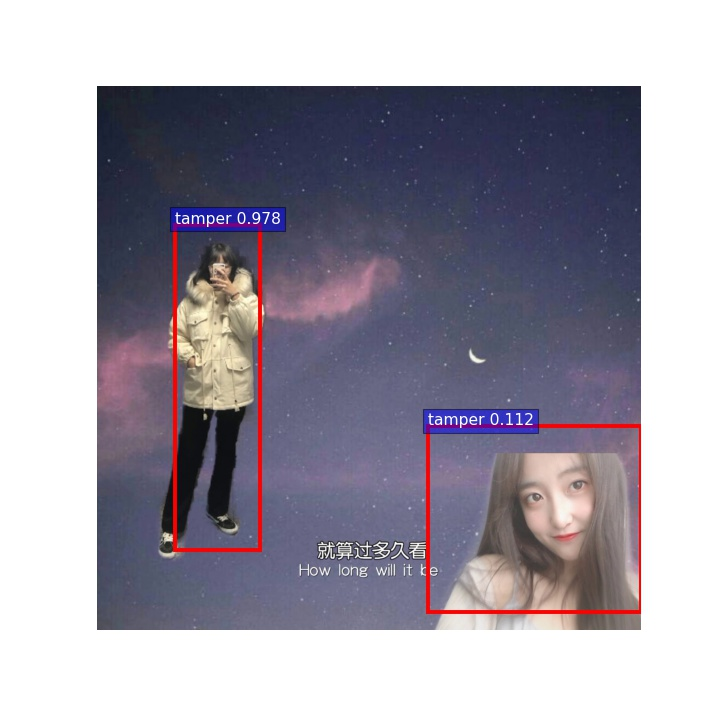 tamper 0.978
tamper 0.112
就算过多久看
How long will it be